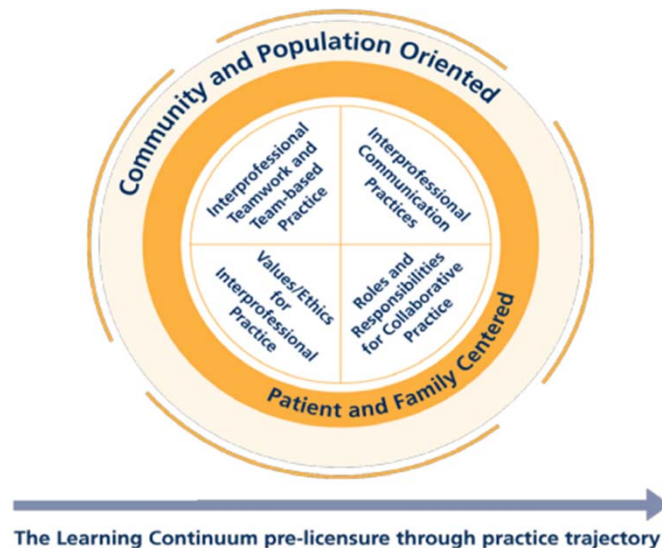 Community and Population Oriented
Interprofessional
Teamwork and
Team-based
Practice
Interprofessional
Communication
Practices
Values/Ethics
for
Interprofessional
Practice
Roles and
Responsibilities
for Collaborative
Practice
Patient and Family Centered
The Learning Continuum pre-licensure through practice trajectory